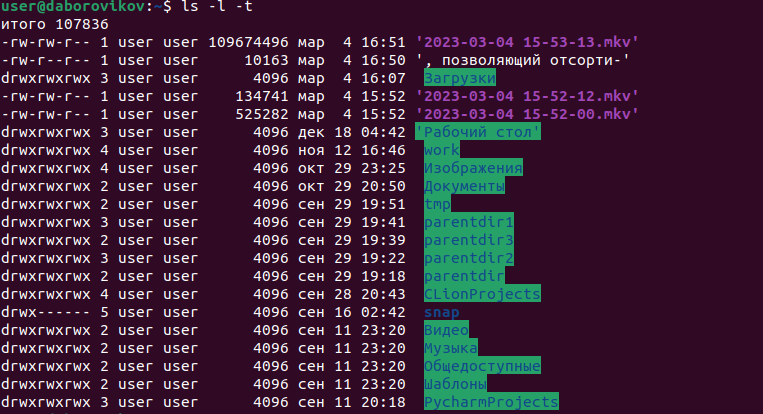 user@daborovikov:~$ ls -l -t
итого 107836
-rw-rw-r-- 1 user user 109674496 мар  4 16:51 '2023-03-04 15-53-13.mkv'
-rw-r--r-- 1 user user     10163 мар  4 16:50 ', позволяющий отсорти-'
drwxrwxrwx 3 user user      4096 мар  4 16:07  Загрузки
-rw-rw-r-- 1 user user    134741 мар  4 15:52 '2023-03-04 15-52-12.mkv'
-rw-rw-r-- 1 user user    525282 мар  4 15:52 '2023-03-04 15-52-00.mkv'
drwxrwxrwx 3 user user      4096 дек 18 04:42 'Рабочий стол'
drwxrwxrwx 4 user user      4096 ноя 12 16:46  work
drwxrwxrwx 4 user user      4096 окт 29 23:25  Изображения
drwxrwxrwx 2 user user      4096 окт 29 20:50  Документы
drwxrwxrwx 2 user user      4096 сен 29 19:51  tmp
drwxrwxrwx 3 user user      4096 сен 29 19:41  parentdir1
drwxrwxrwx 2 user user      4096 сен 29 19:39  parentdir3
drwxrwxrwx 3 user user      4096 сен 29 19:22  parentdir2
drwxrwxrwx 2 user user      4096 сен 29 19:18  parentdir
drwxrwxrwx 4 user user      4096 сен 28 20:43  CLionProjects
drwx------ 5 user user      4096 сен 16 02:42  snap
drwxrwxrwx 2 user user      4096 сен 11 23:20  Видео
drwxrwxrwx 2 user user      4096 сен 11 23:20  Музыка
drwxrwxrwx 2 user user      4096 сен 11 23:20  Общедоступные
drwxrwxrwx 2 user user      4096 сен 11 23:20  Шаблоны
drwxrwxrwx 3 user user      4096 сен 11 20:18  PycharmProjects